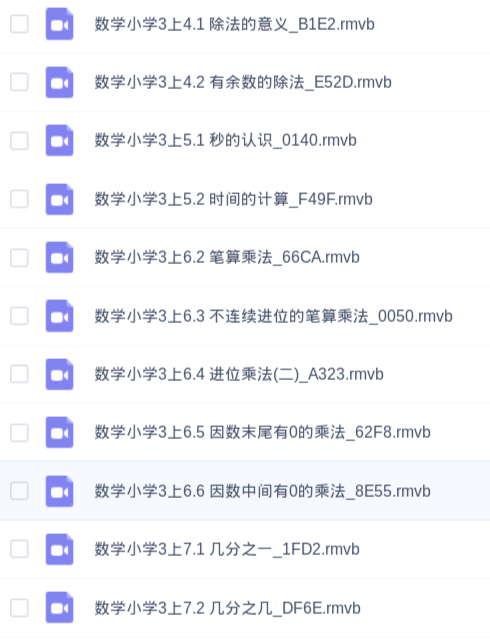 数学小学3上4.1 除法的意义_B1E2.rmvb
数学小学3上4.2 有余数的除法_E52D.rmvb
数学小学3上5.1 秒的认识_0140.rmvb
数学小学3上5.2 时间的计算_F49F.rmvb
数学小学3上6.2 笔算乘法_66CA.rmvb
数学小学3上6.3 不连续进位的笔算乘法_0050.rmvb
数学小学3上6.4 进位乘法(二)_A323.rmvb
数学小学3上6.5 因数末尾有0的乘法_62F8.rmvb
数学小学3上6.6 因数中间有0的乘法_8E55.rmvb
数学小学3上7.1 几分之一_1FD2.rmvb
数学小学3上7.2 几分之几_DF6E.rmvb